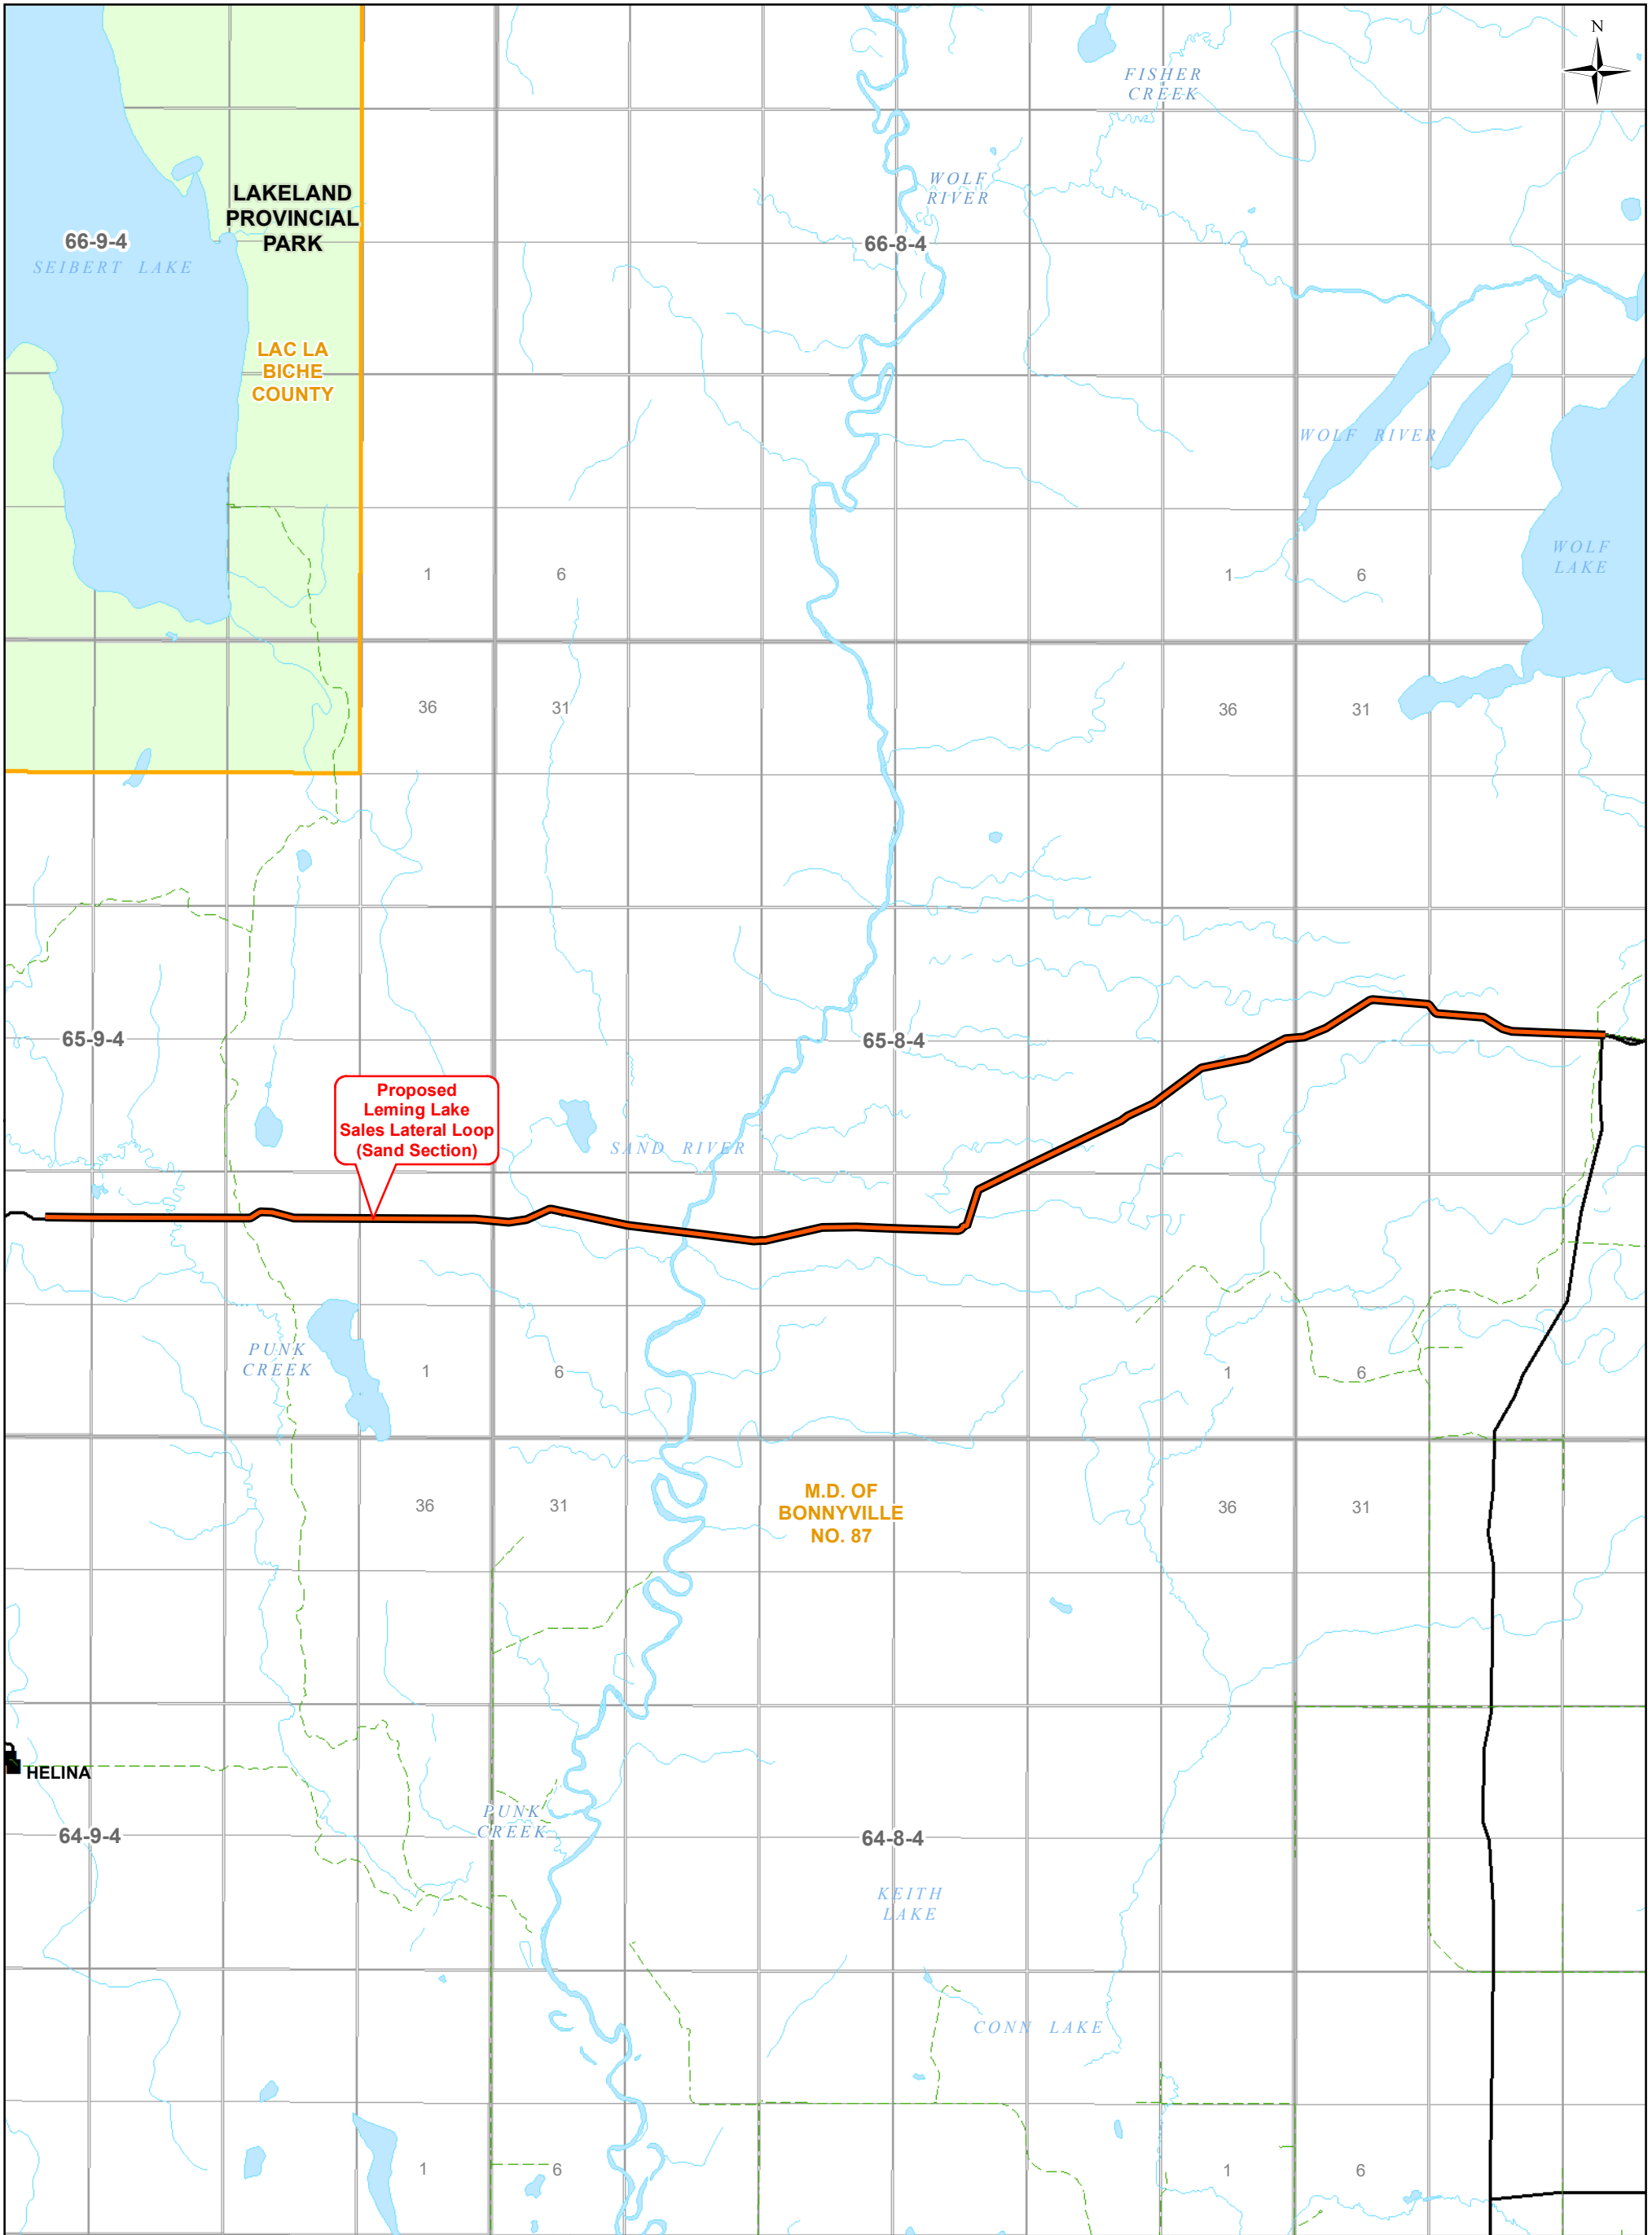 N
FISHER
CREEK
WOLF
RIVER
LAKELAND
PROVINCIAL
PARK
66-9-4
SEIBERT LAKE
66-8-4
LAC LA
BICHE
COUNTY
WOLF RIVER
WOLF
LAKE
1
6
1
6
36
31
36
31
65-9-4
65-8-4
Proposed
Leming Lake
Sales Lateral Loop
(Sand Section)
SAND RIVER
PUNK
CREEK
1
6
1
6
36
31
M.D. OF
BONNYVILLE
NO. 87
36
31
HELINA
64-9-4
PUNK
CREEK
64-8-4
KEITH
LAKE
CONN LAKE
1
6
1
6